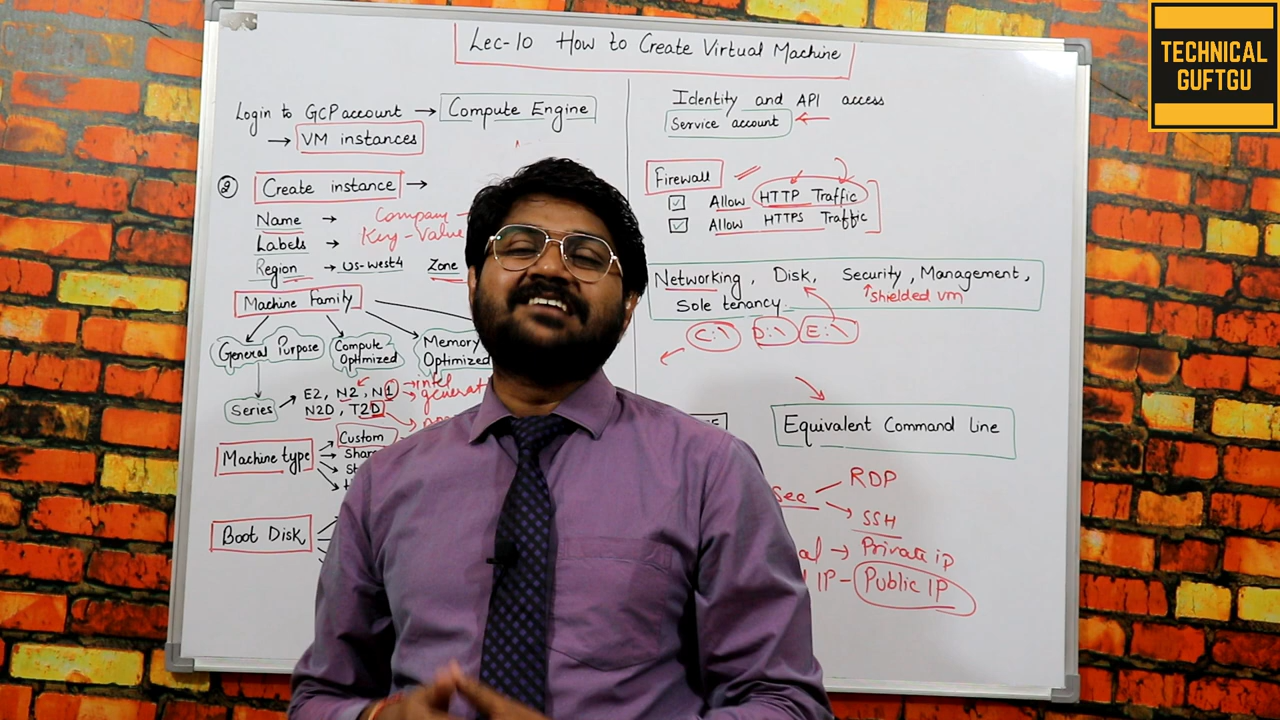 TECHNICAL
GUFTGU
Lec-10 How to Create Virtual Machine
Login to GCP account → Compute Engine
→ VM instances
② Create instance →
Name → Company -
Labels → Key-Value
Region → US-west4 Zone
Machine Family
General Purpose
Compute Optimized
Memory Optimized
Series → E2, N2, N1 → intel
N2D, T2D
Machine type
Custom
Boot Disk
Identity and API access
Service account ←
Firewall
☑ Allow HTTP Traffic
☑ Allow HTTPS Traffic
Networking, Disk, Security, Management,
Sole tenancy
↑ shielded vm
C:\ D:\ E:\
Equivalent Command Line
RDP
SSH
→ Private ip
IP - Public IP